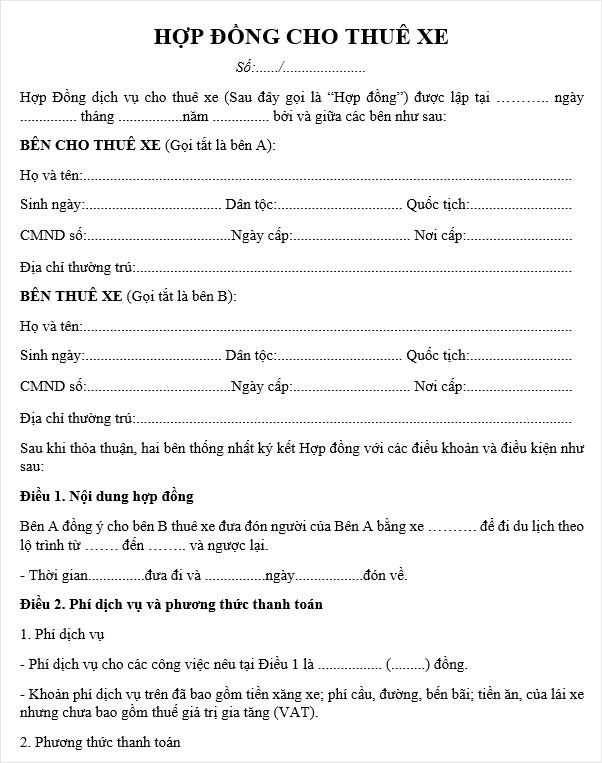 HỢP ĐỒNG CHO THUÊ XE
Số:....../......................
Hợp Đồng dịch vụ cho thuê xe (Sau đây gọi là “Hợp đồng”) được lập tại ………. ngày
............... tháng .................năm ............... bởi và giữa các bên như sau:
BÊN CHO THUÊ XE (Gọi tắt là bên A):
Họ và tên:..................................................................................................................................
Sinh ngày:.................................... Dân tộc:................................. Quốc tịch:...........................
CMND số:......................................Ngày cấp:............................... Nơi cấp:............................
Địa chỉ thường trú:....................................................................................................................
BÊN THUÊ XE (Gọi tắt là bên B):
Họ và tên:..................................................................................................................................
Sinh ngày:.................................... Dân tộc:................................. Quốc tịch:...........................
CMND số:......................................Ngày cấp:............................... Nơi cấp:............................
Địa chỉ thường trú:....................................................................................................................
Sau khi thỏa thuận, hai bên thống nhất ký kết Hợp đồng với các điều khoản và điều kiện như
sau:
Điều 1. Nội dung hợp đồng
Bên A đồng ý cho bên B thuê xe đưa đón người của Bên A bằng xe ………. để đi du lịch theo
lộ trình từ ……. đến …….. và ngược lại.
- Thời gian...............đưa đi và ................ngày..................đón về.
Điều 2. Phí dịch vụ và phương thức thanh toán
1. Phí dịch vụ
- Phí dịch vụ cho các công việc nêu tại Điều 1 là ................. (.........) đồng.
- Khoản phí dịch vụ trên đã bao gồm tiền xăng xe; phí cầu, đường, bến bãi; tiền ăn, của lái xe
nhưng chưa bao gồm thuế giá trị gia tăng (VAT).
2. Phương thức thanh toán